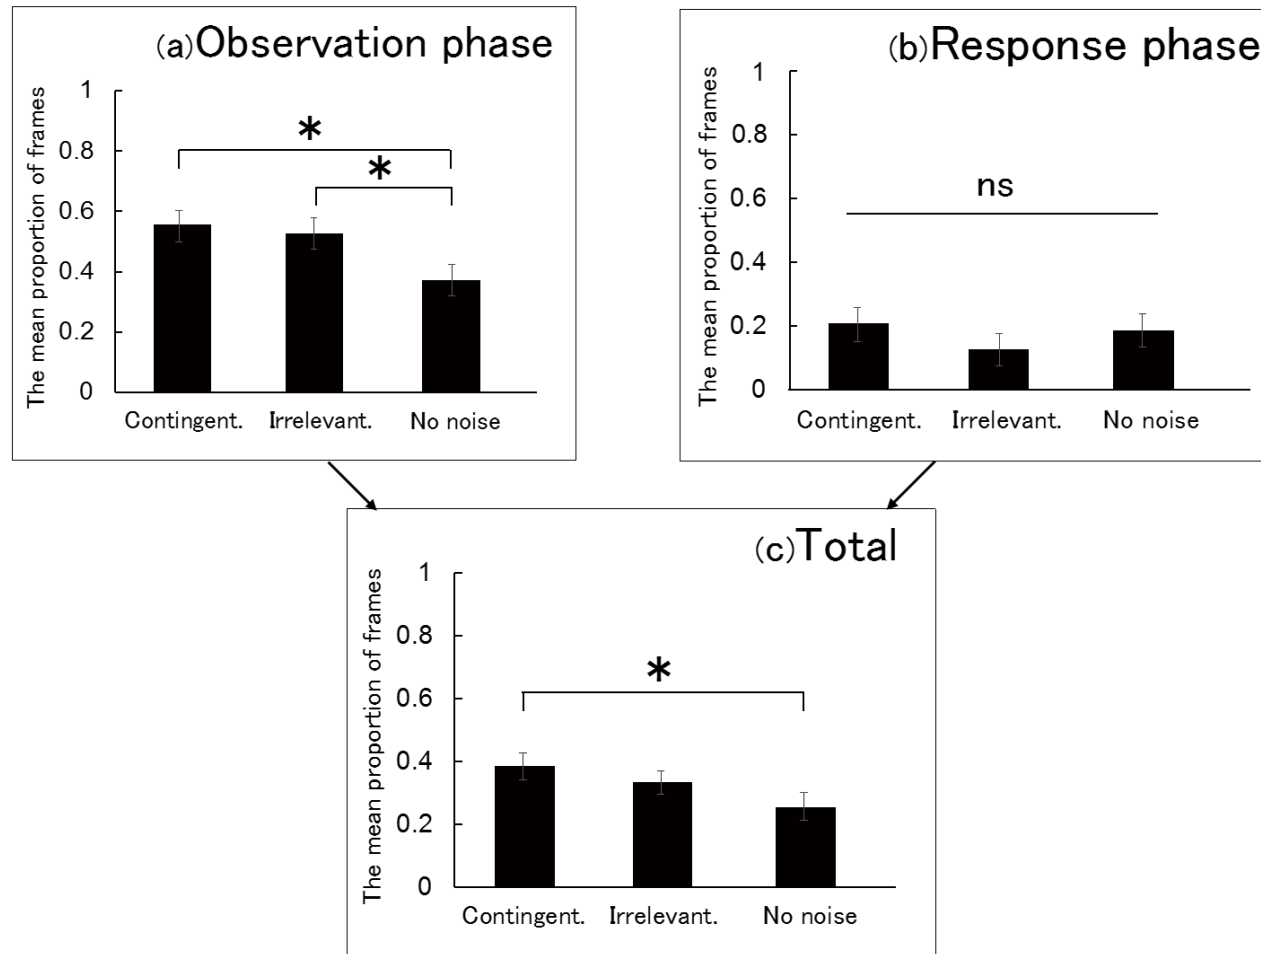 (a)Observation phase
The mean proportion of frames
1
0.8
0.6
0.4
0.2
0
*
*
Contingent. Irrelevant. No noise
(b)Response phase
The mean proportion of frames
1
0.8
0.6
0.4
0.2
0
ns
Contingent. Irrelevant. No noise
(c)Total
The mean proportion of frames
1
0.8
0.6
0.4
0.2
0
*
Contingent. Irrelevant. No noise